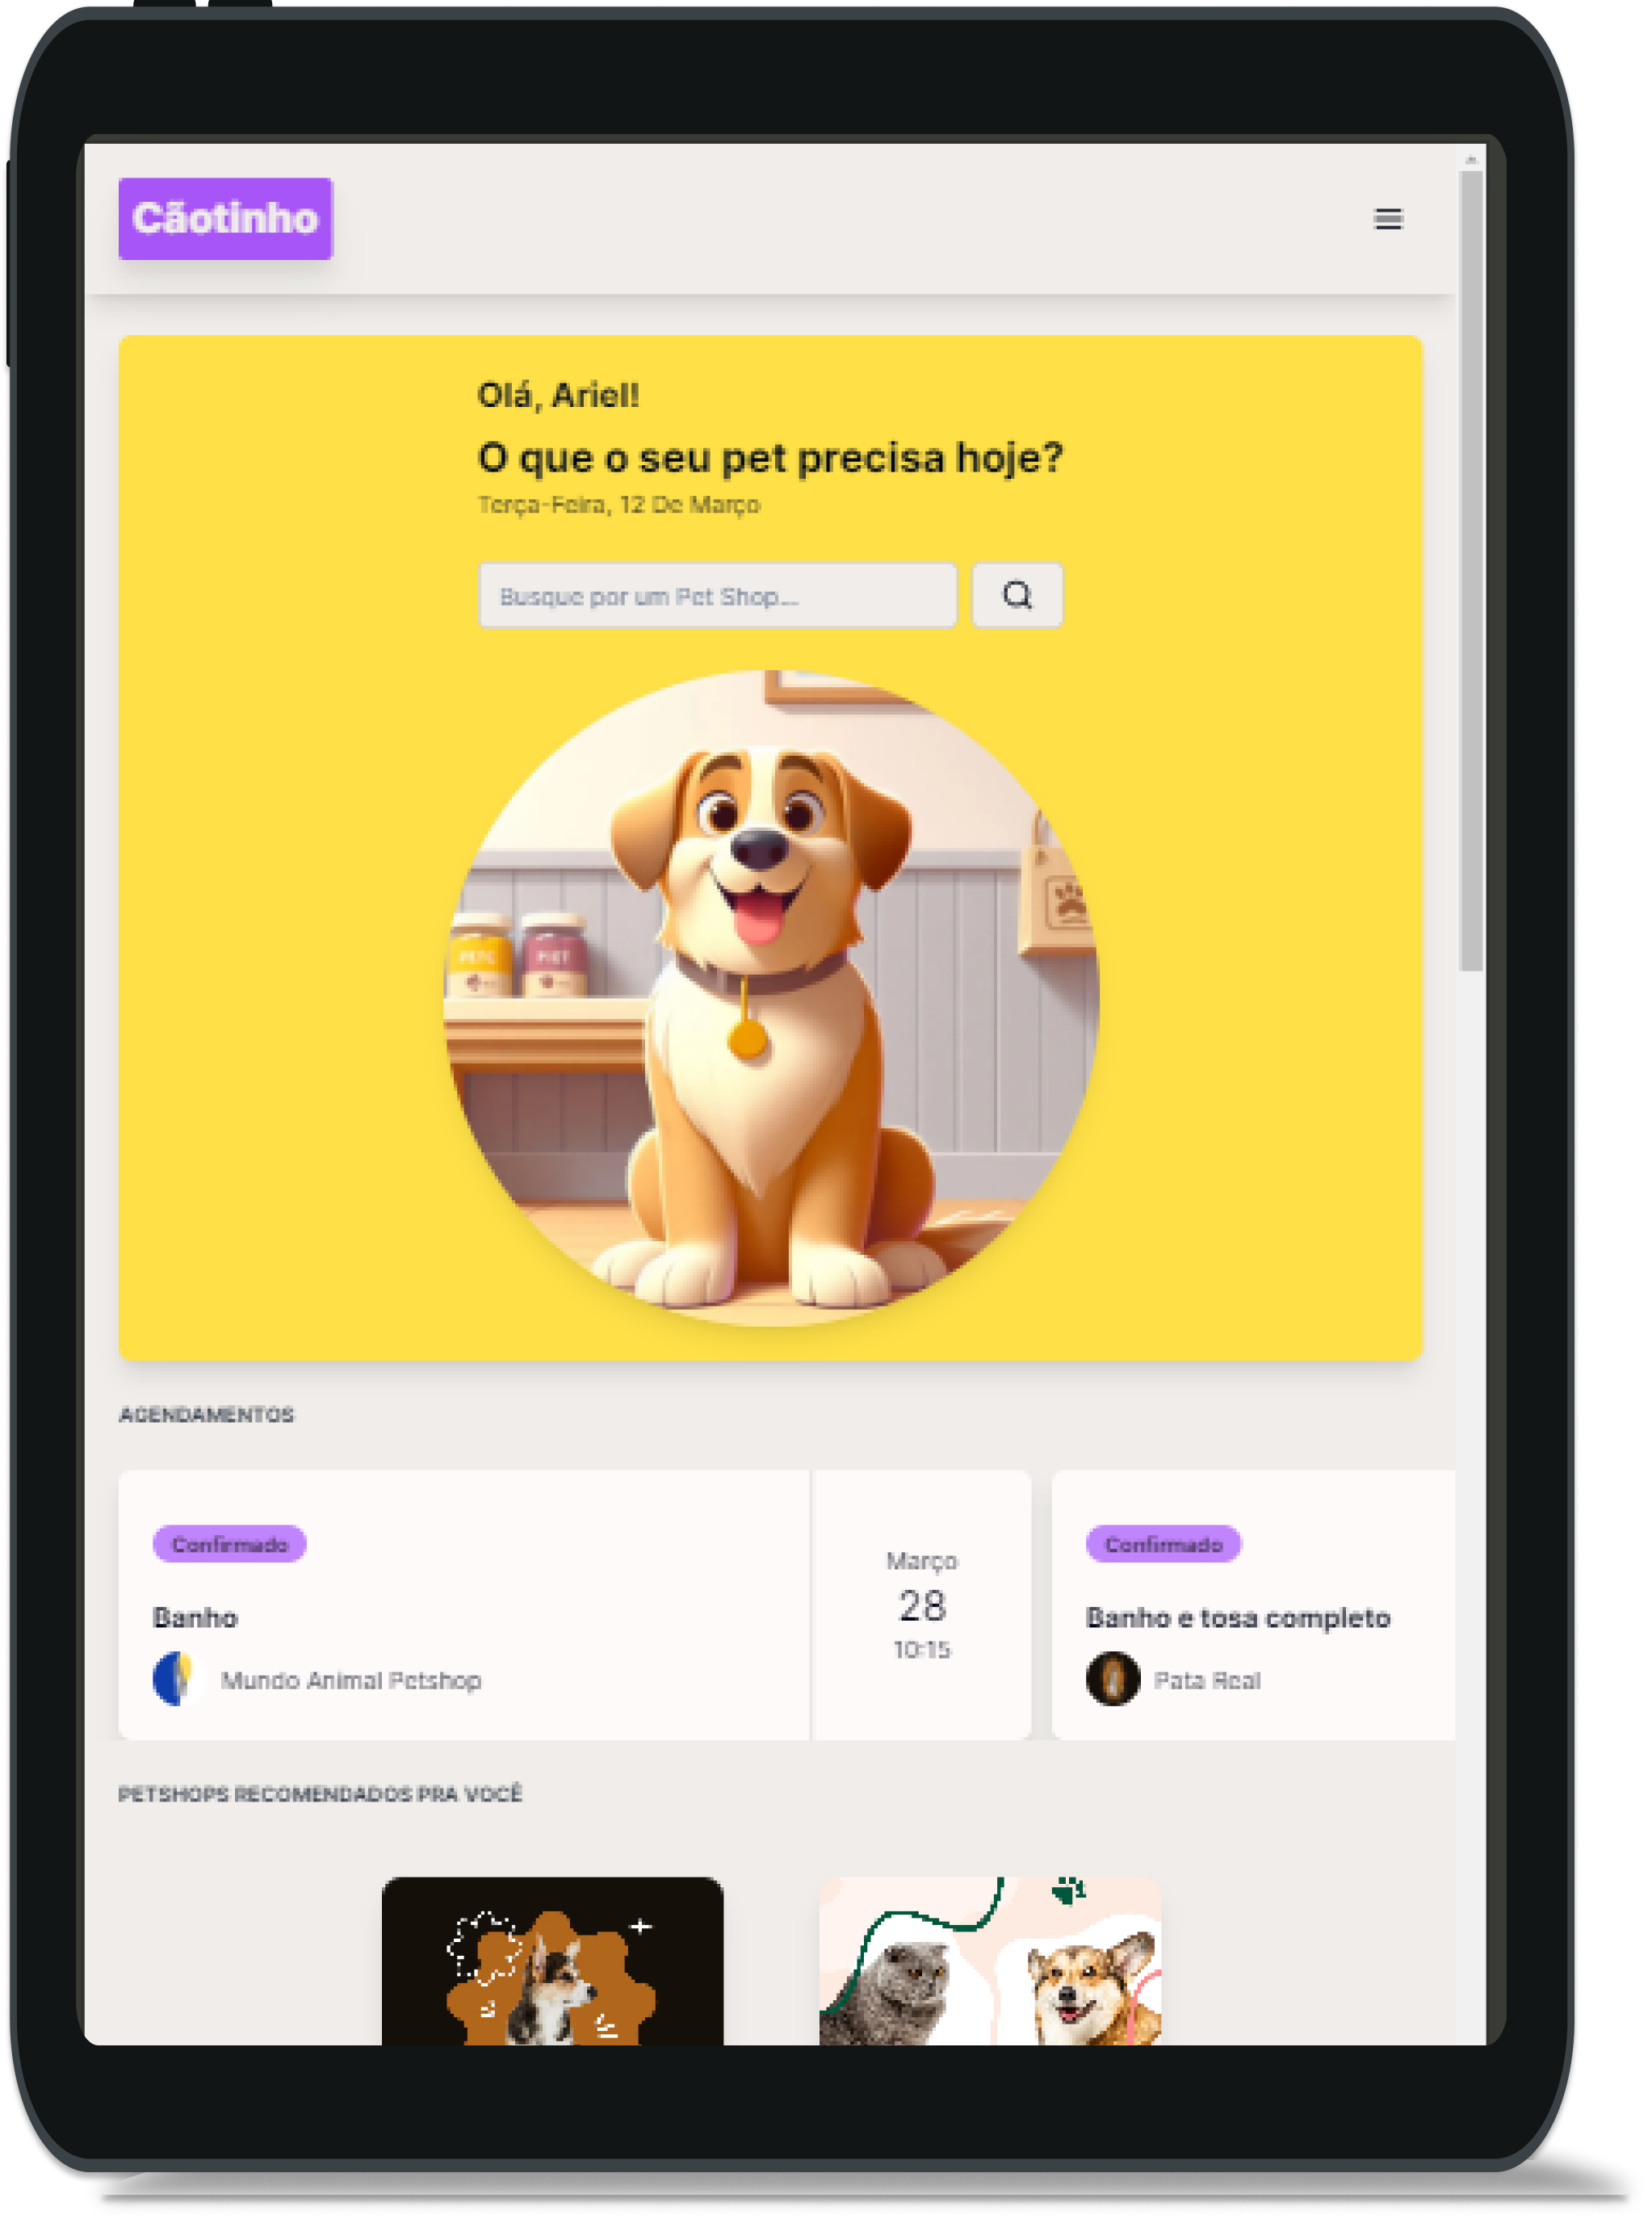 Cãotinho
Olá, Ariel!
O que o seu pet precisa hoje?
Terça-Feira, 12 De Março
Busque por um Pet Shop...
AGENDAMENTOS
Confirmado
Banho
Mundo Animal Petshop
Março
28
10:15
Confirmado
Banho e tosa completo
Pata Real
PETSHOPS RECOMENDADOS PRA VOCÊ